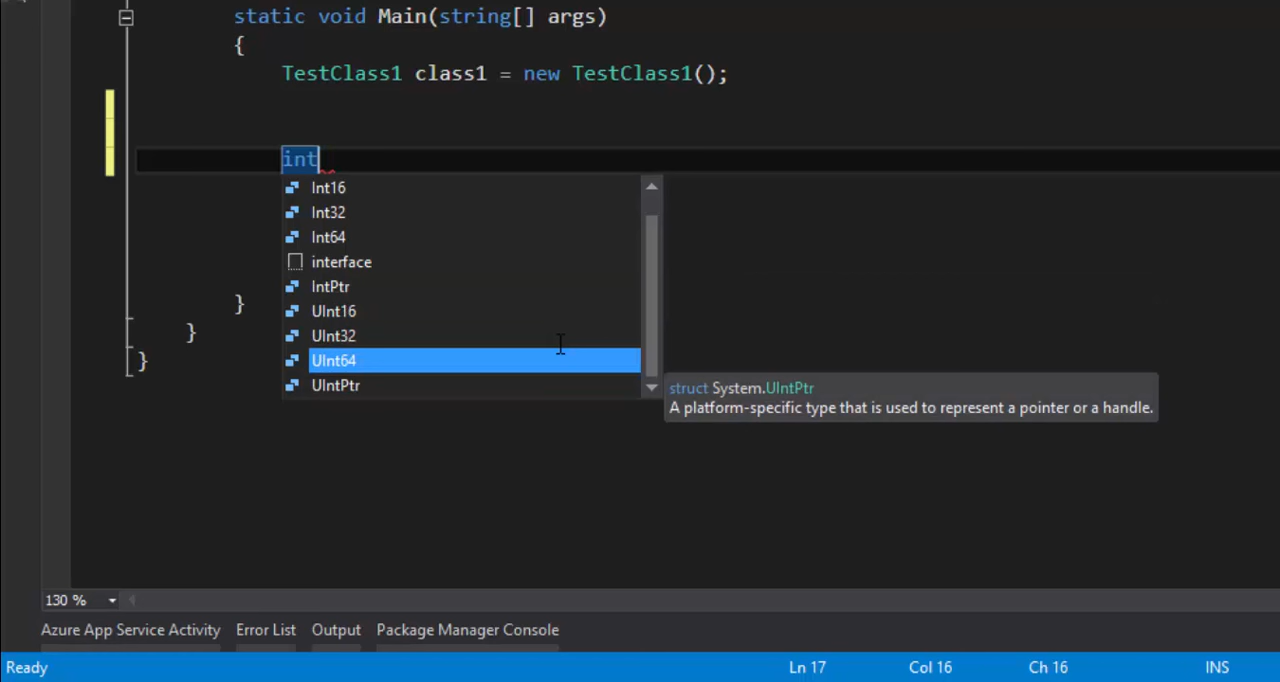 static void Main(string[] args)
{
TestClass1 class1 = new TestClass1();
int
Int16
Int32
Int64
interface
IntPtr
UInt16
UInt32
UInt64
UIntPtr
struct System.UIntPtr
A platform-specific type that is used to represent a pointer or a handle.
}
}
}
130 %
Azure App Service Activity Error List Output Package Manager Console
Ready Ln 17 Col 16 Ch 16 INS